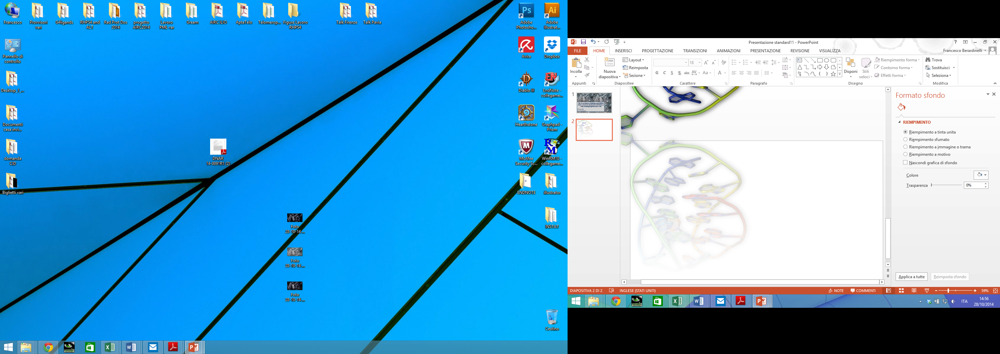 Francesco
Provvisori
vari
G4ligands
RHPS4 and
ALT
Rad Prot Dos
2014
progetto
AIRC2014
Lavoro
PML-rar
Gream
AIRC ILIO
AptaTelo
Telomerop...
Figure Lavoro
RHPS4
Talk Firenze
Talk Pavia
Ps
Adobe
Photosho...
Ai
Adobe
Illustrat...
Pannello di
controllo
Avira
Dropbox
Desktop_1_...
Diablo III
EndNote -
collegame...
Documenti
casa invi...
Hearthstone
Graphpad -
Prism
domanda
CID
DNAR
14-0091R1 (2)
McAfee
Security Sc...
WinRM10 -
collegame...
Biglietti vari
ENDNOTE
illustrator
INSTAT
Foto
28-10-14 ...
Foto
28-10-14 ...
Foto
28-10-14 ...
Cestino
Presentazione standard11 - PowerPoint
FILE
HOME
INSERISCI
PROGETTAZIONE
TRANSIZIONI
ANIMAZIONI
PRESENTAZIONE
REVISIONE
VISUALIZZA
Francesco Berardinelli
Incolla
Appunti
Nuova
diapositiva
Layout
Reimposta
Sezione
Diapositive
18
G C S S abc AV Aa A
Carattere
Paragrafo
Disponi
Stili
veloci
Riempimento forma
Contorno forma
Effetti forma
Disegno
Trova
Sostituisci
Seleziona
Modifica
1
2
Formato sfondo
RIEMPIMENTO
Riempimento a tinta unita
Riempimento sfumato
Riempimento a immagine o trama
Riempimento a motivo
Nascondi grafica di sfondo
Colore
Trasparenza
0%
Applica a tutte
Reimposta sfondo
DIAPOSITIVA 2 DI 2
INGLESE (STATI UNITI)
NOTE
COMMENTI
59%
ITA
14:56
28/10/2014